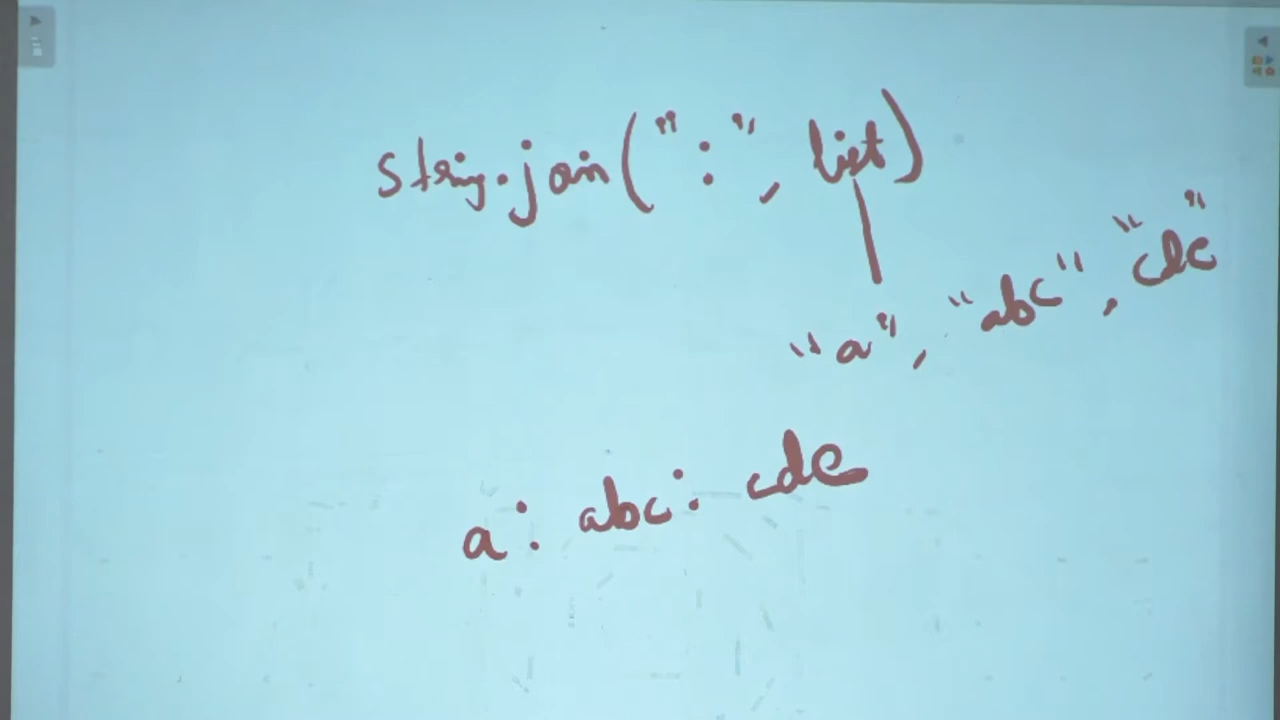 String.join(":", list)
"a", "abc", "cde"
a: abc: cde